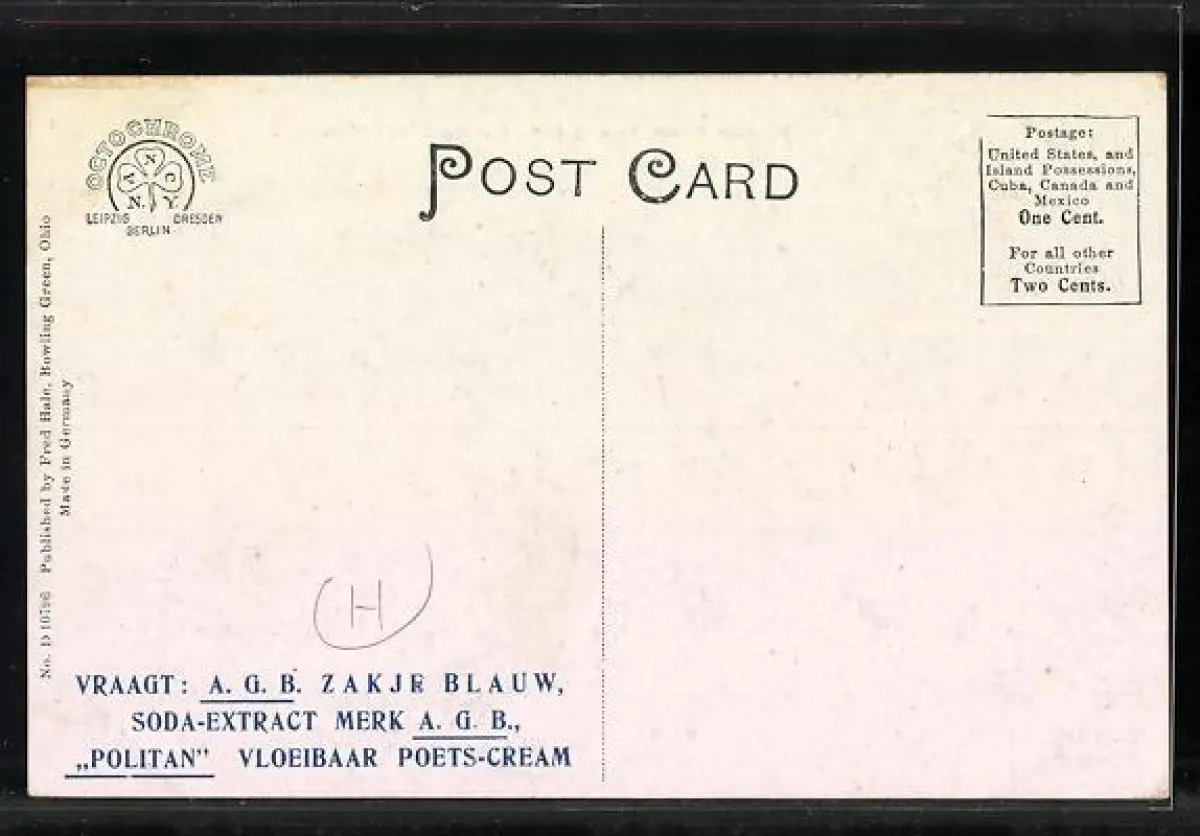 OCTOCHROME
A N C
N. Y.
LEIPZIG DRESDEN
BERLIN
POST CARD
Postage:
United States, and
Island Possessions,
Cuba, Canada and
Mexico
One Cent.
For all other
Countries
Two Cents.
Published by Fred Hale, Bowling Green, Ohio
Made in Germany
H
VRAAGT: A. G. B. ZAKJE BLAUW,
SODA-EXTRACT MERK A. G. B.,
„POLITAN" VLOEIBAAR POETS-CREAM